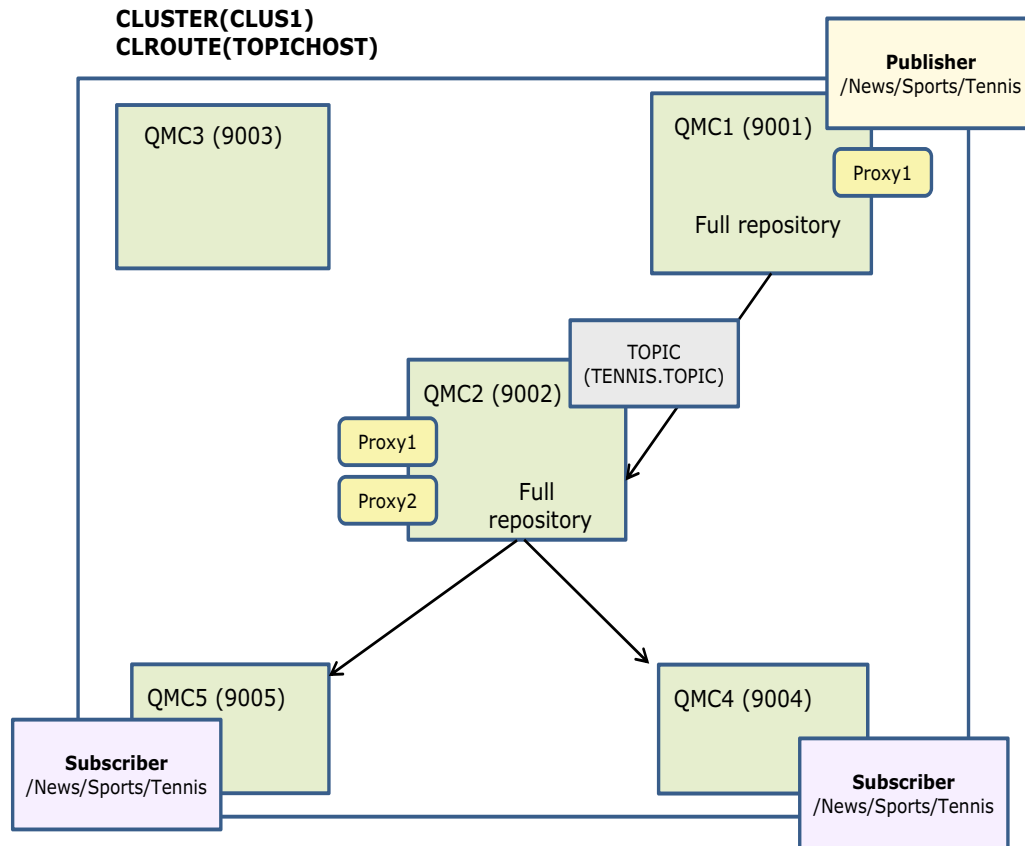 CLUSTER(CLUS1)
CLROUTE(TOPICHOST)
Publisher
/News/Sports/Tennis
QMC3 (9003)
QMC1 (9001)
Proxy1
Full repository
TOPIC
(TENNIS.TOPIC)
QMC2 (9002)
Proxy1
Proxy2
Full
repository
QMC5 (9005)
QMC4 (9004)
Subscriber
/News/Sports/Tennis
Subscriber
/News/Sports/Tennis